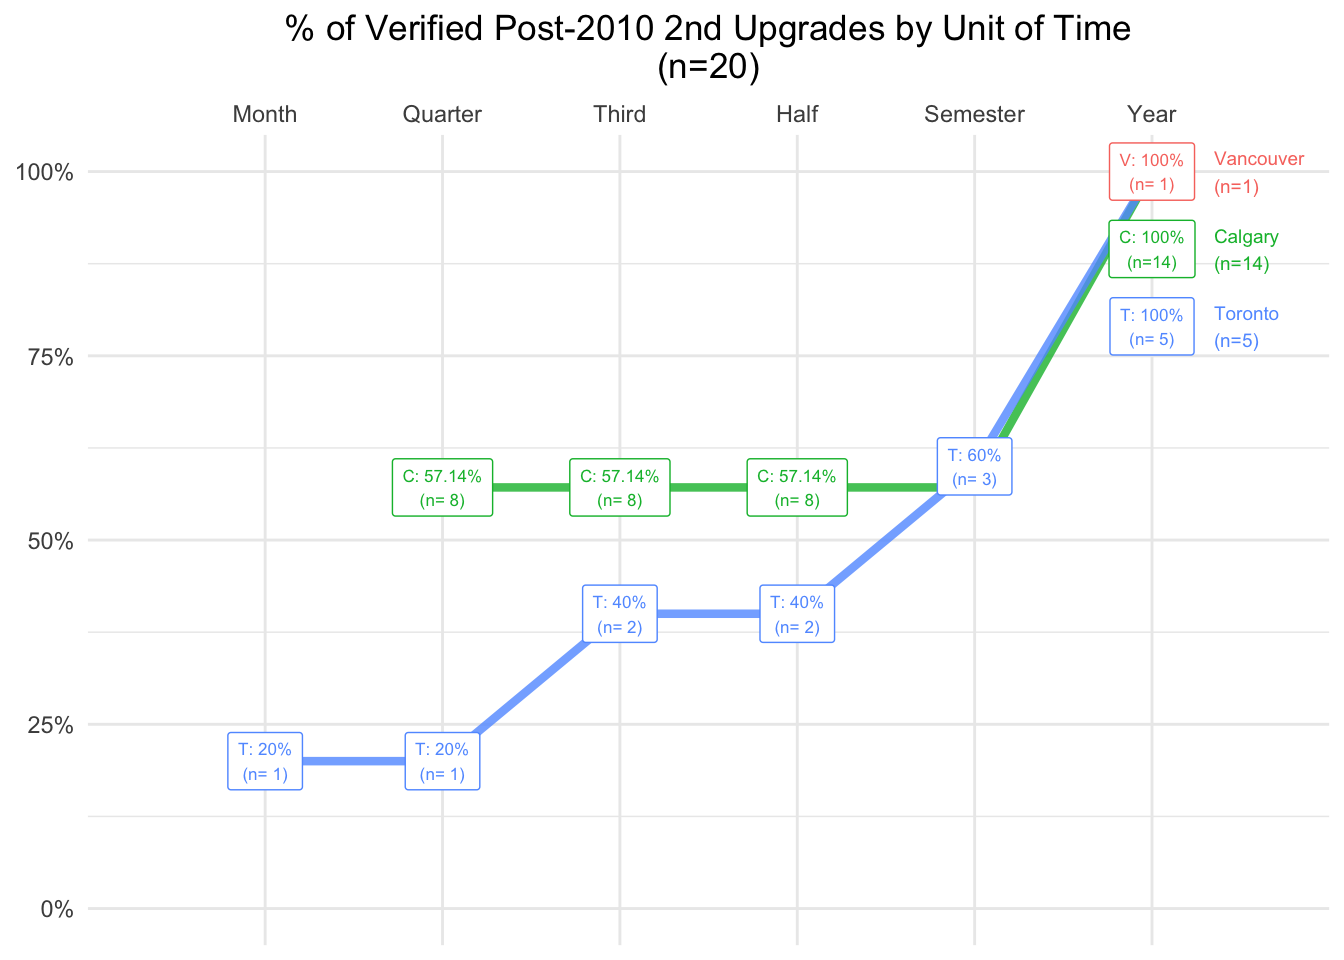 % of Verified Post-2010 2nd Upgrades by Unit of Time
(n=20)
Month Quarter Third Half Semester Year
100%
75%
50%
25%
0%
V: 100%
(n= 1)
Vancouver
(n=1)
C: 100%
(n=14)
Calgary
(n=14)
T: 100%
(n= 5)
Toronto
(n=5)
T: 60%
(n= 3)
C: 57.14%
(n= 8)
C: 57.14%
(n= 8)
C: 57.14%
(n= 8)
T: 40%
(n= 2)
T: 40%
(n= 2)
T: 20%
(n= 1)
T: 20%
(n= 1)